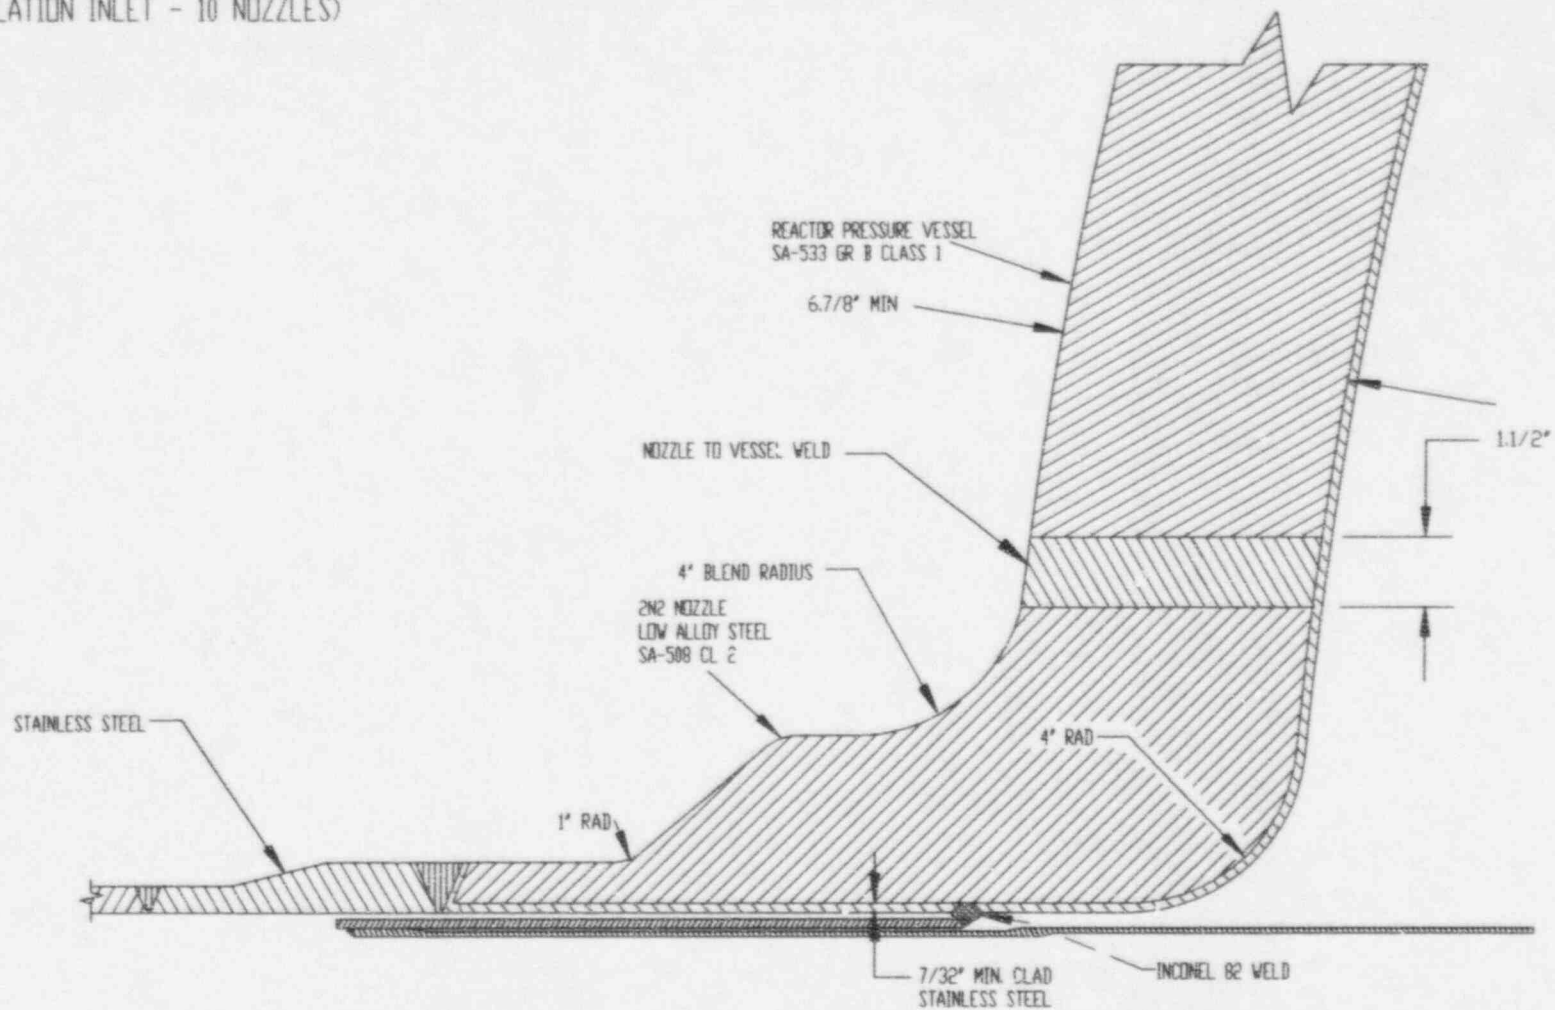 LATION INLET - 10 NOZZLES)
REACTOR PRESSURE VESSEL
SA-533 GR B CLASS 1
6.7/8" MIN
1.1/2"
NOZZLE TO VESSEL WELD
4" BLEND RADIUS
2N2 NOZZLE
LOW ALLOY STEEL
SA-508 CL 2
STAINLESS STEEL
4" RAD
1" RAD
7/32" MIN. CLAD
STAINLESS STEEL
INCONEL 82 WELD